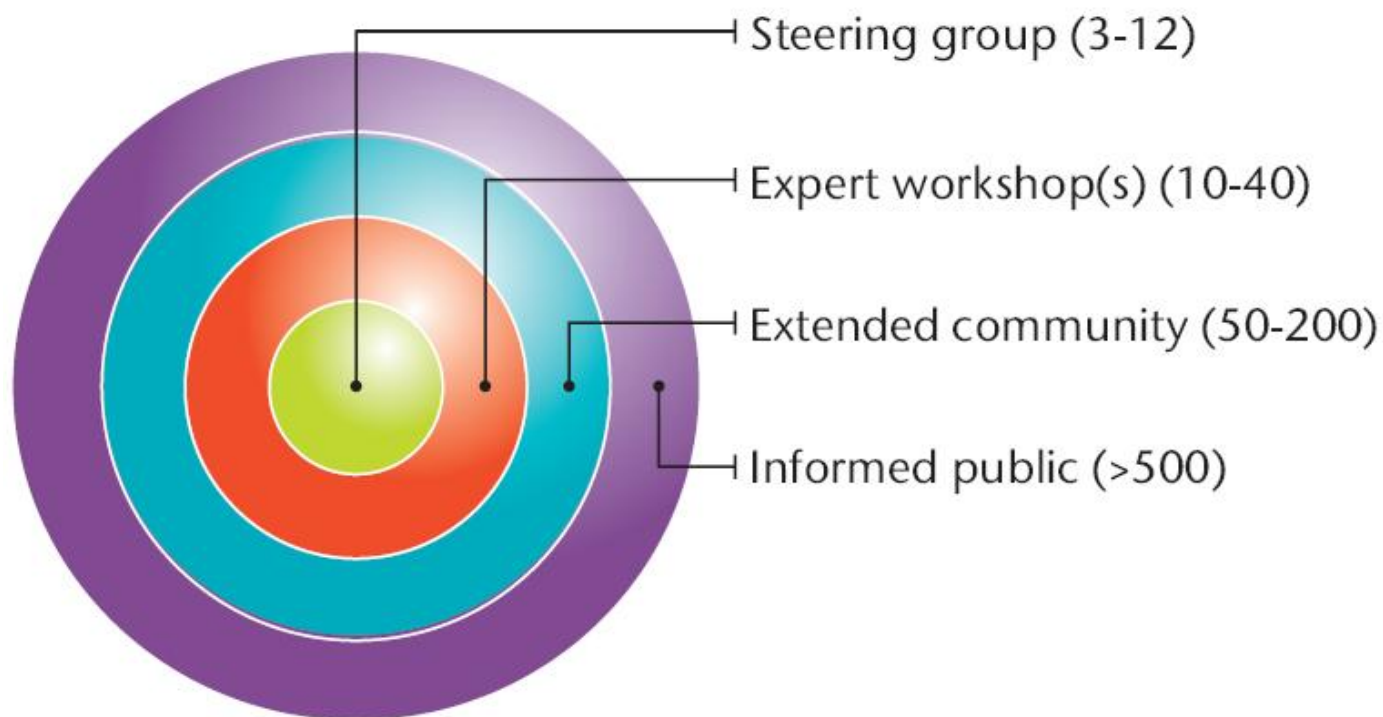 Steering group (3-12)
Expert workshop(s) (10-40)
Extended community (50-200)
Informed public (>500)